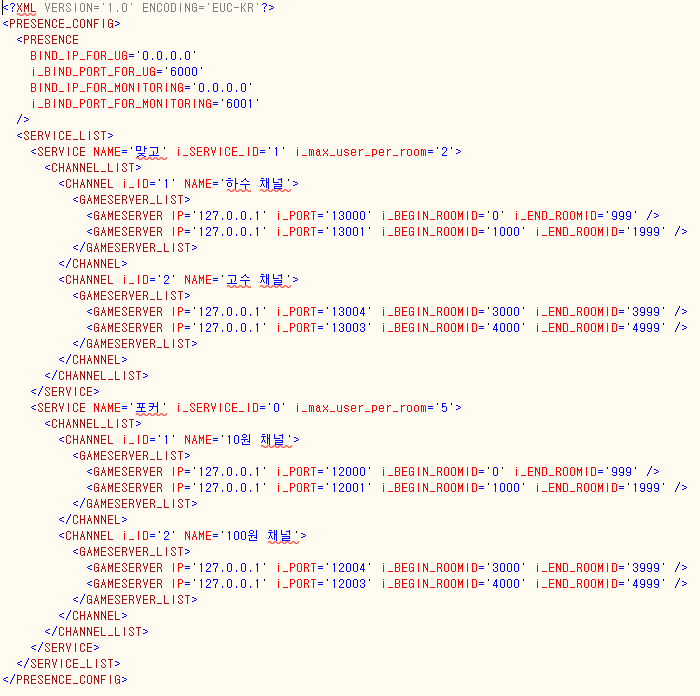 <?XML VERSION='1.0' ENCODING='EUC-KR'?>
<PRESENCE_CONFIG>
<PRESENCE
BIND_IP_FOR_UG='0.0.0.0'
i_BIND_PORT_FOR_UG='6000'
BIND_IP_FOR_MONITORING='0.0.0.0'
i_BIND_PORT_FOR_MONITORING='6001'
/>
<SERVICE_LIST>
<SERVICE NAME='맞고' i_SERVICE_ID='1' i_max_user_per_room='2'>
<CHANNEL_LIST>
<CHANNEL i_ID='1' NAME='하수 채널'>
<GAMESERVER_LIST>
<GAMESERVER IP='127.0.0.1' i_PORT='13000' i_BEGIN_ROOMID='0' i_END_ROOMID='999' />
<GAMESERVER IP='127.0.0.1' i_PORT='13001' i_BEGIN_ROOMID='1000' i_END_ROOMID='1999' />
</GAMESERVER_LIST>
</CHANNEL>
<CHANNEL i_ID='2' NAME='고수 채널'>
<GAMESERVER_LIST>
<GAMESERVER IP='127.0.0.1' i_PORT='13004' i_BEGIN_ROOMID='3000' i_END_ROOMID='3999' />
<GAMESERVER IP='127.0.0.1' i_PORT='13003' i_BEGIN_ROOMID='4000' i_END_ROOMID='4999' />
</GAMESERVER_LIST>
</CHANNEL>
</CHANNEL_LIST>
</SERVICE>
<SERVICE NAME='포커' i_SERVICE_ID='0' i_max_user_per_room='5'>
<CHANNEL_LIST>
<CHANNEL i_ID='1' NAME='10원 채널'>
<GAMESERVER_LIST>
<GAMESERVER IP='127.0.0.1' i_PORT='12000' i_BEGIN_ROOMID='0' i_END_ROOMID='999' />
<GAMESERVER IP='127.0.0.1' i_PORT='12001' i_BEGIN_ROOMID='1000' i_END_ROOMID='1999' />
</GAMESERVER_LIST>
</CHANNEL>
<CHANNEL i_ID='2' NAME='100원 채널'>
<GAMESERVER_LIST>
<GAMESERVER IP='127.0.0.1' i_PORT='12004' i_BEGIN_ROOMID='3000' i_END_ROOMID='3999' />
<GAMESERVER IP='127.0.0.1' i_PORT='12003' i_BEGIN_ROOMID='4000' i_END_ROOMID='4999' />
</GAMESERVER_LIST>
</CHANNEL>
</CHANNEL_LIST>
</SERVICE>
</SERVICE_LIST>
</PRESENCE_CONFIG>